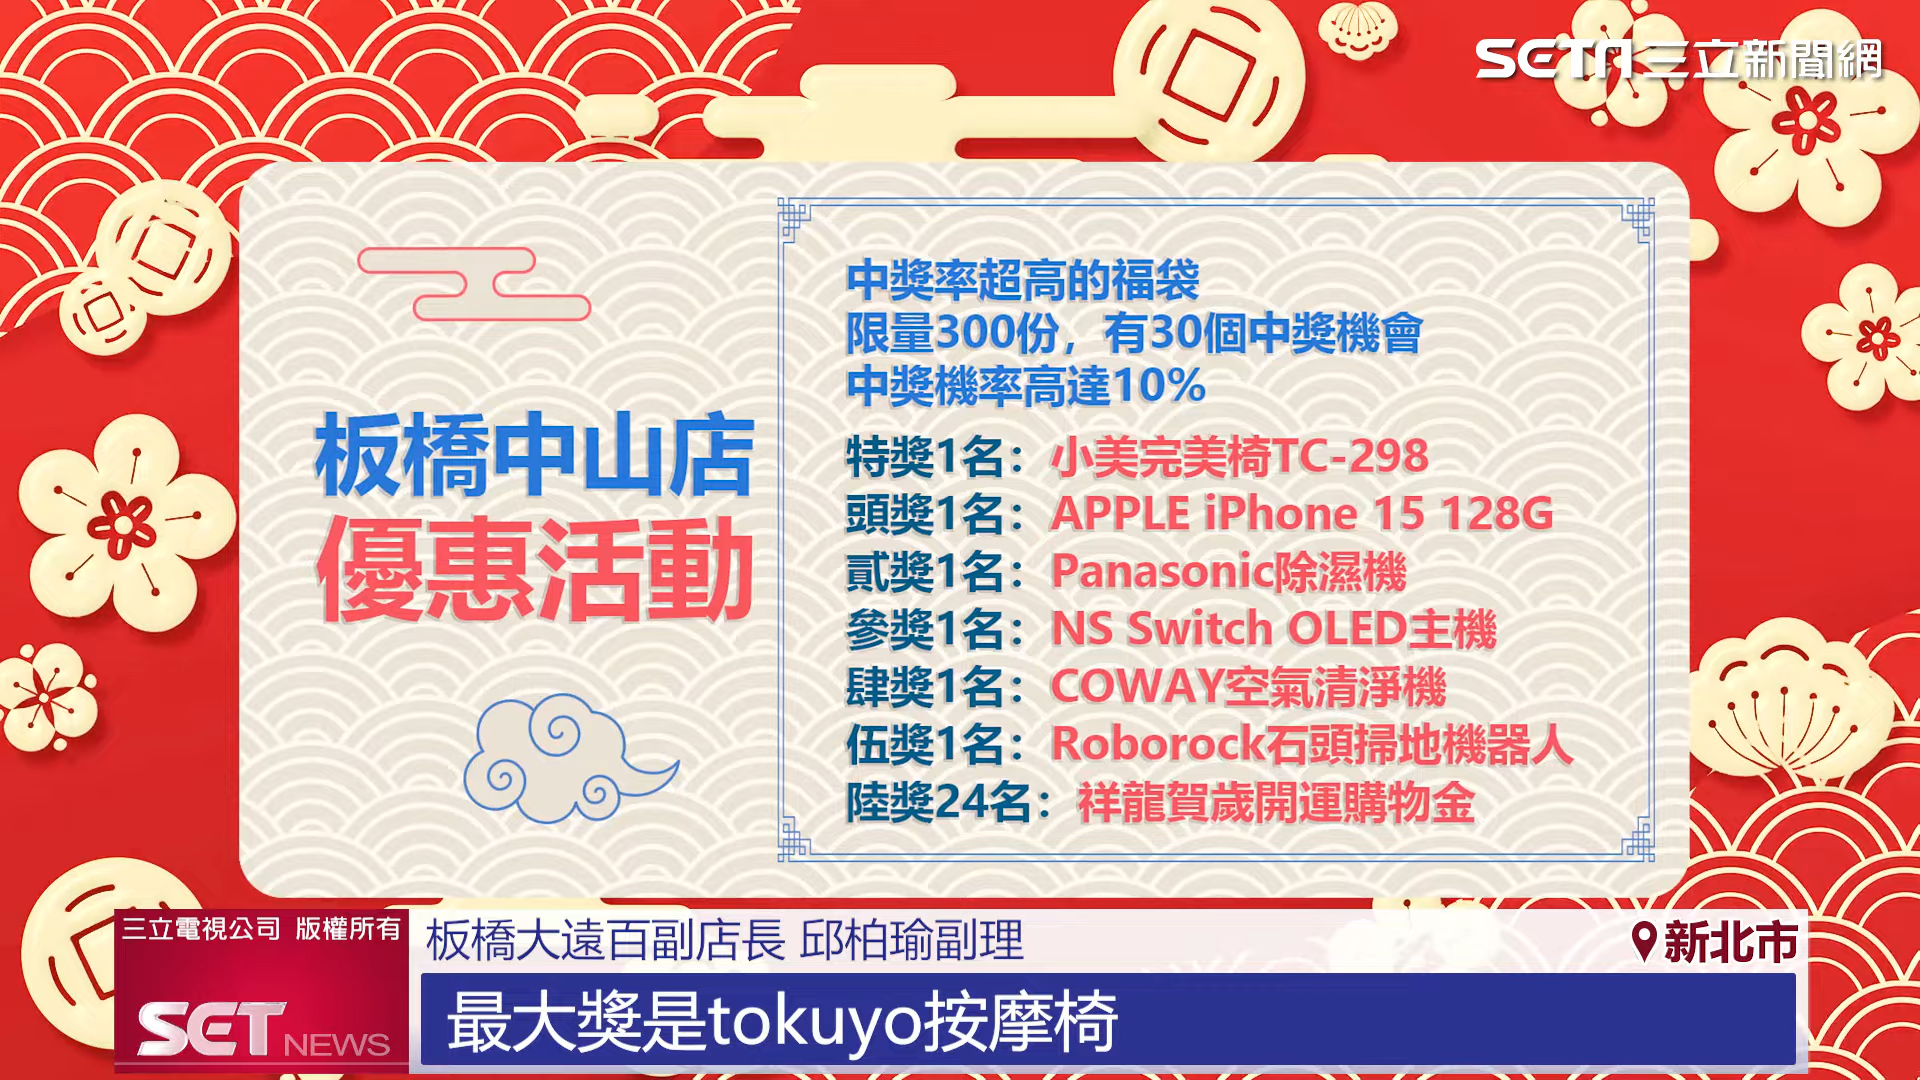 SETN 三立新聞網
板橋中山店
優惠活動
中獎率超高的福袋
限量300份，有30個中獎機會
中獎機率高達10%
特獎1名：小美完美椅TC-298
頭獎1名：APPLE iPhone 15 128G
貳獎1名：Panasonic除濕機
參獎1名：NS Switch OLED主機
肆獎1名：COWAY空氣清淨機
伍獎1名：Roborock石頭掃地機器人
陸獎24名：祥龍賀歲開運購物金
三立電視公司 版權所有
SET NEWS
板橋大遠百副店長 邱柏瑜副理
新北市
最大獎是tokuyo按摩椅